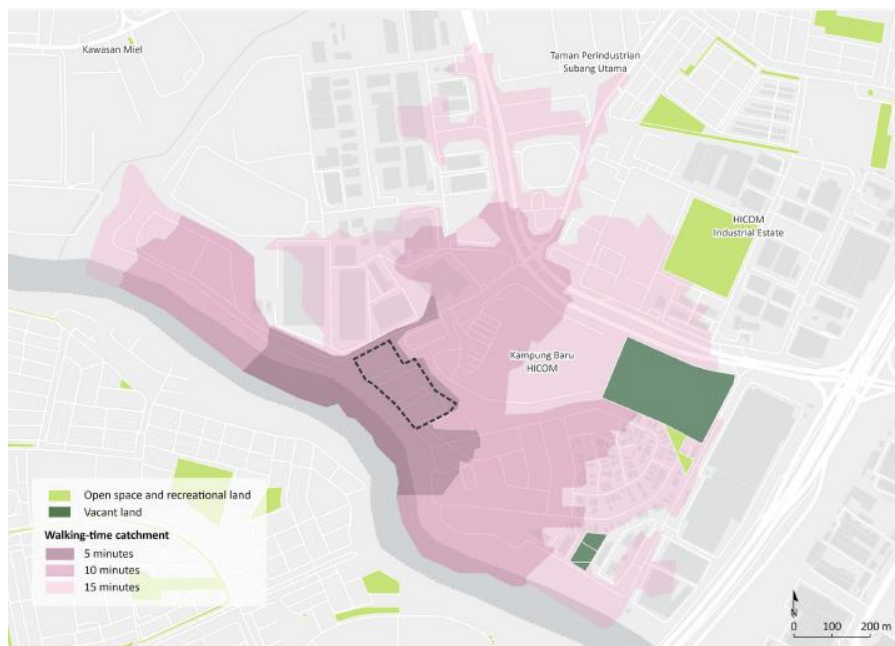 Kawasan Miel
Taman Perindustrian
Subang Utama
HICOM
Industrial Estate
Kampung Baru
HICOM
Open space and recreational land
Vacant land
Walking-time catchment
5 minutes
10 minutes
15 minutes
N
0 100 200 m